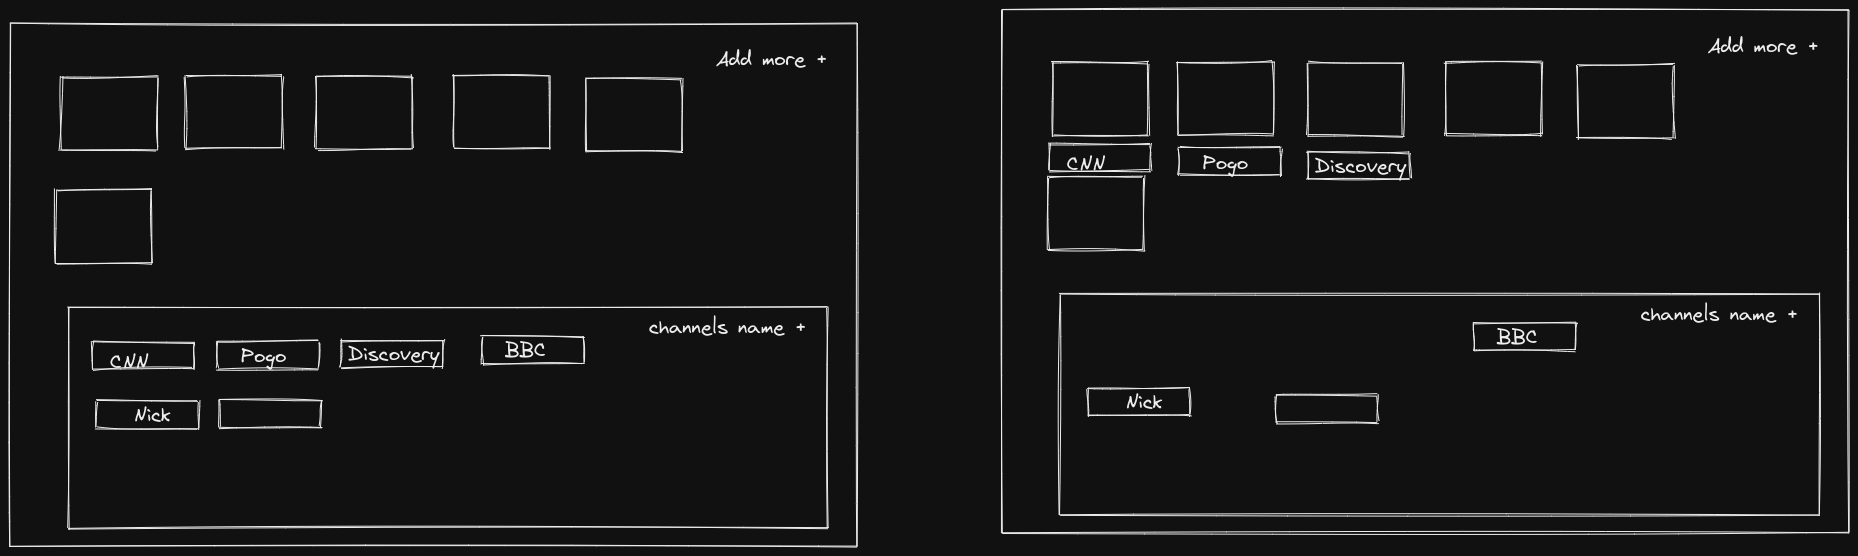 Add more +
channels name +
CNN
Pogo
Discovery
BBC
Nick
Add more +
CNN
Pogo
Discovery
channels name +
BBC
Nick